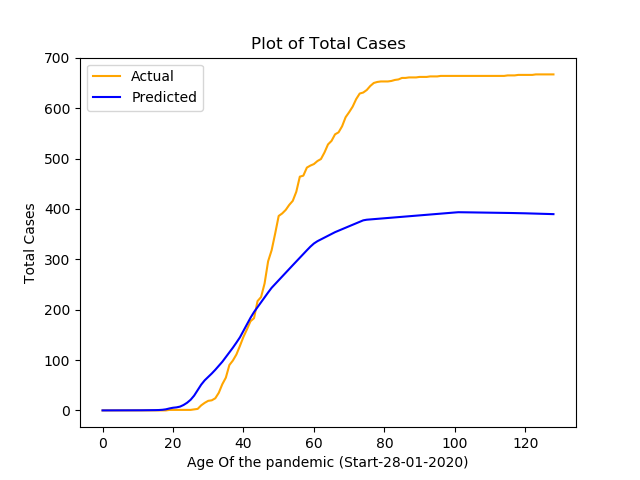 Plot of Total Cases
Actual
Predicted
700
600
500
400
300
200
100
0
Total Cases
0 20 40 60 80 100 120
Age Of the pandemic (Start-28-01-2020)